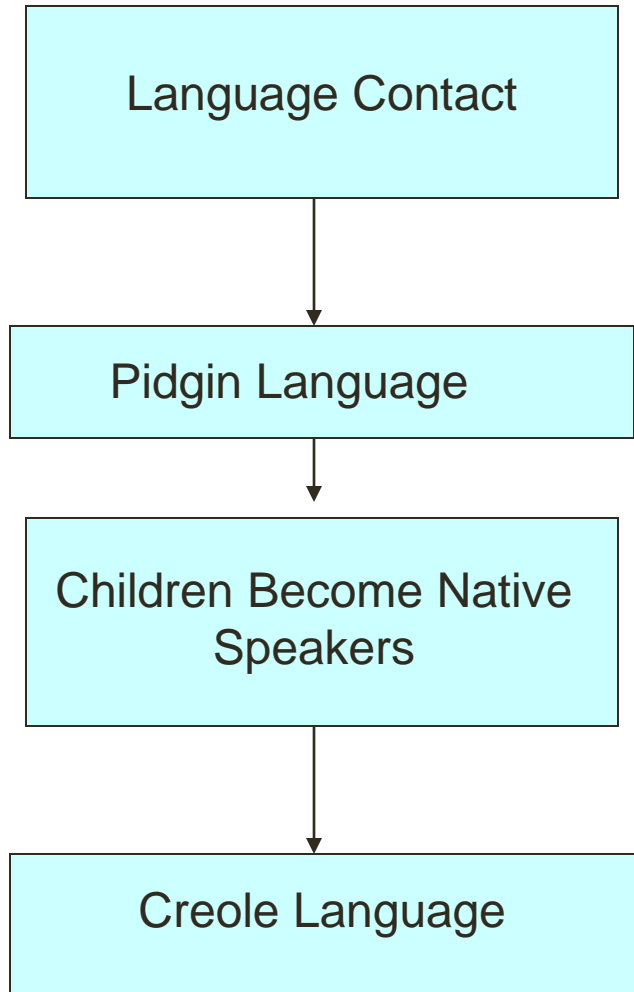 Language Contact
Pidgin Language
Children Become Native
Speakers
Creole Language